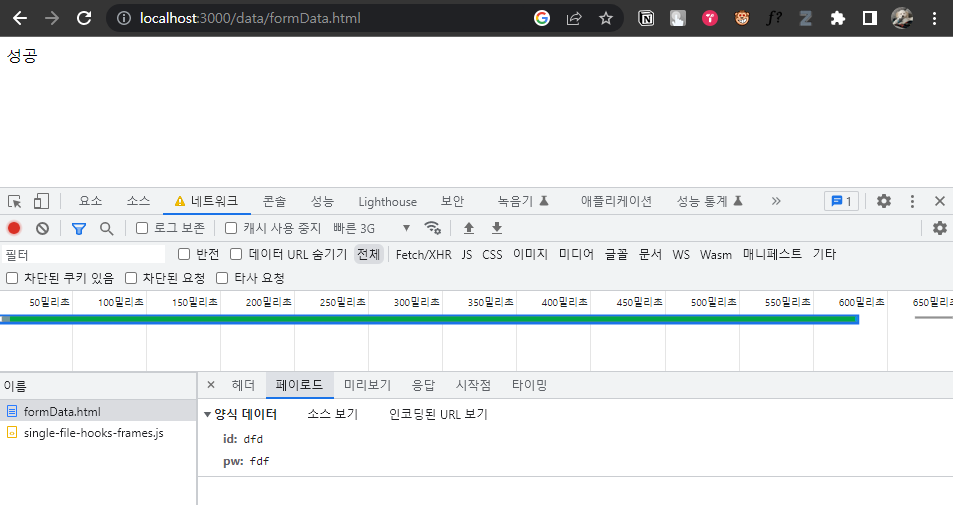 localhost:3000/data/formData.html
성공
요소 소스 네트워크 콘솔 성능 Lighthouse 보안 녹음기 애플리케이션 성능 통계 » 1
로그 보존 캐시 사용 중지 빠른 3G
필터 반전 데이터 URL 숨기기 전체 Fetch/XHR JS CSS 이미지 미디어 글꼴 문서 WS Wasm 매니페스트 기타
차단된 쿠키 있음 차단된 요청 타사 요청
50밀리초 100밀리초 150밀리초 200밀리초 250밀리초 300밀리초 350밀리초 400밀리초 450밀리초 500밀리초 550밀리초 600밀리초 650밀리초
이름 × 헤더 페이로드 미리보기 응답 시작점 타이밍
formData.html
single-file-hooks-frames.js
양식 데이터 소스 보기 인코딩된 URL 보기
id: dfd
pw: fdf